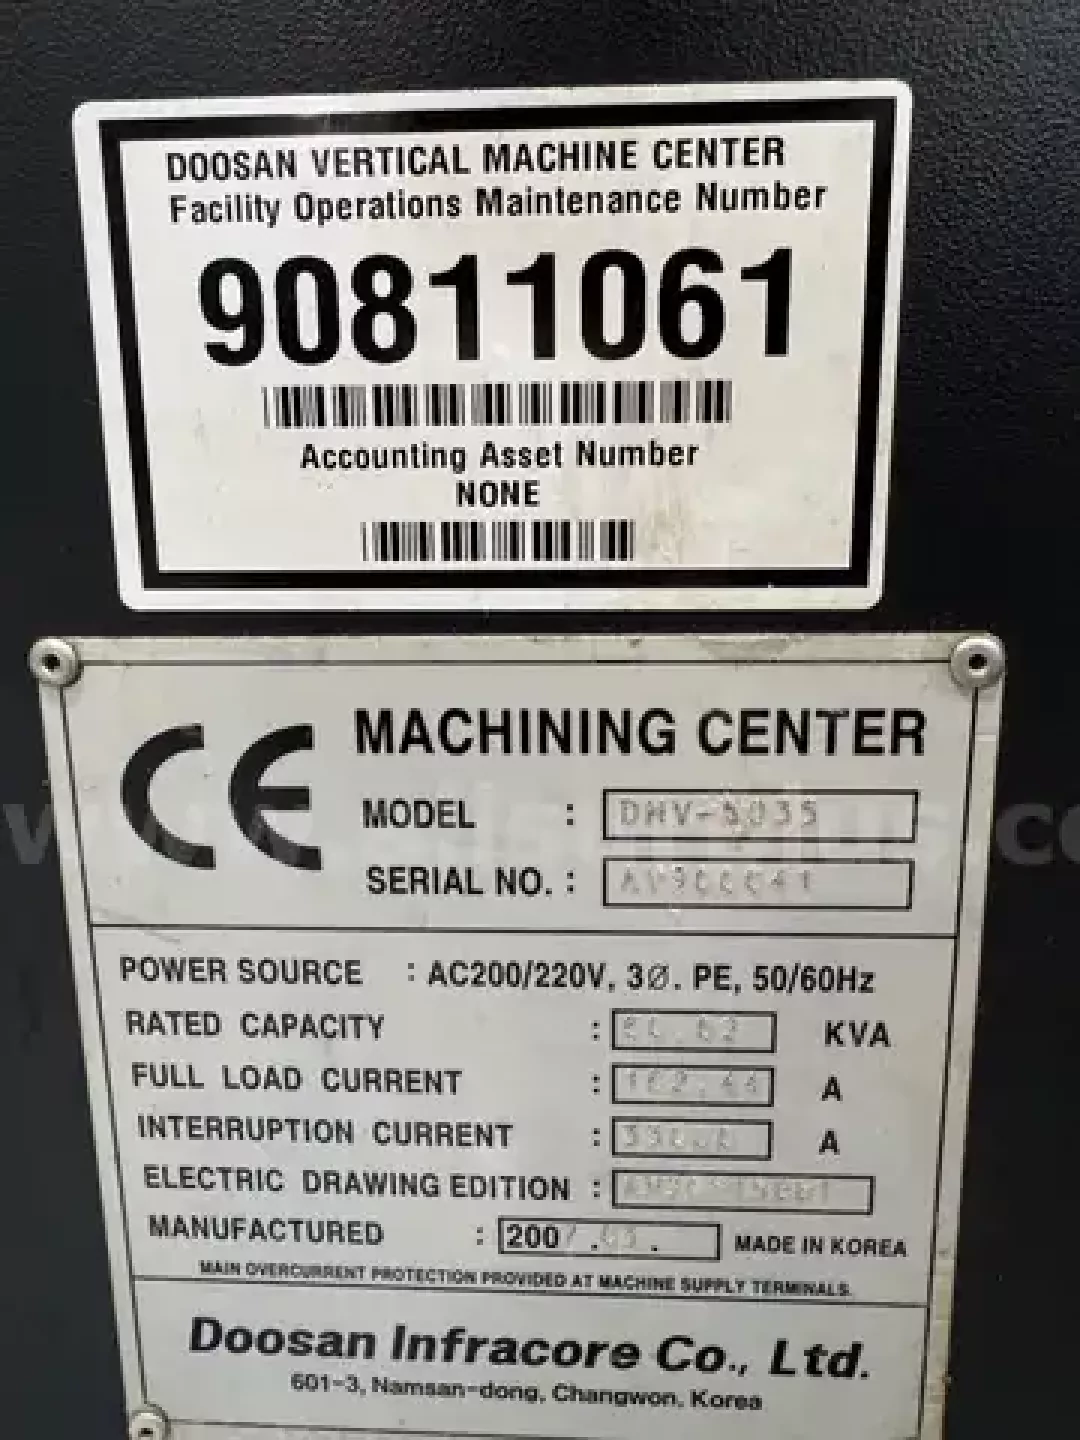 DOOSAN VERTICAL MACHINE CENTER
Facility Operations Maintenance Number
90811061
Accounting Asset Number
NONE
CE MACHINING CENTER
MODEL : DMV-5035
SERIAL NO. :
POWER SOURCE : AC200/220V, 3Ø. PE, 50/60Hz
RATED CAPACITY : KVA
FULL LOAD CURRENT : A
INTERRUPTION CURRENT : A
ELECTRIC DRAWING EDITION :
MANUFACTURED : MADE IN KOREA
MAIN OVERCURRENT PROTECTION PROVIDED AT MACHINE SUPPLY TERMINALS.
Doosan Infracore Co., Ltd.
601-3, Namsan-dong, Changwon, Korea